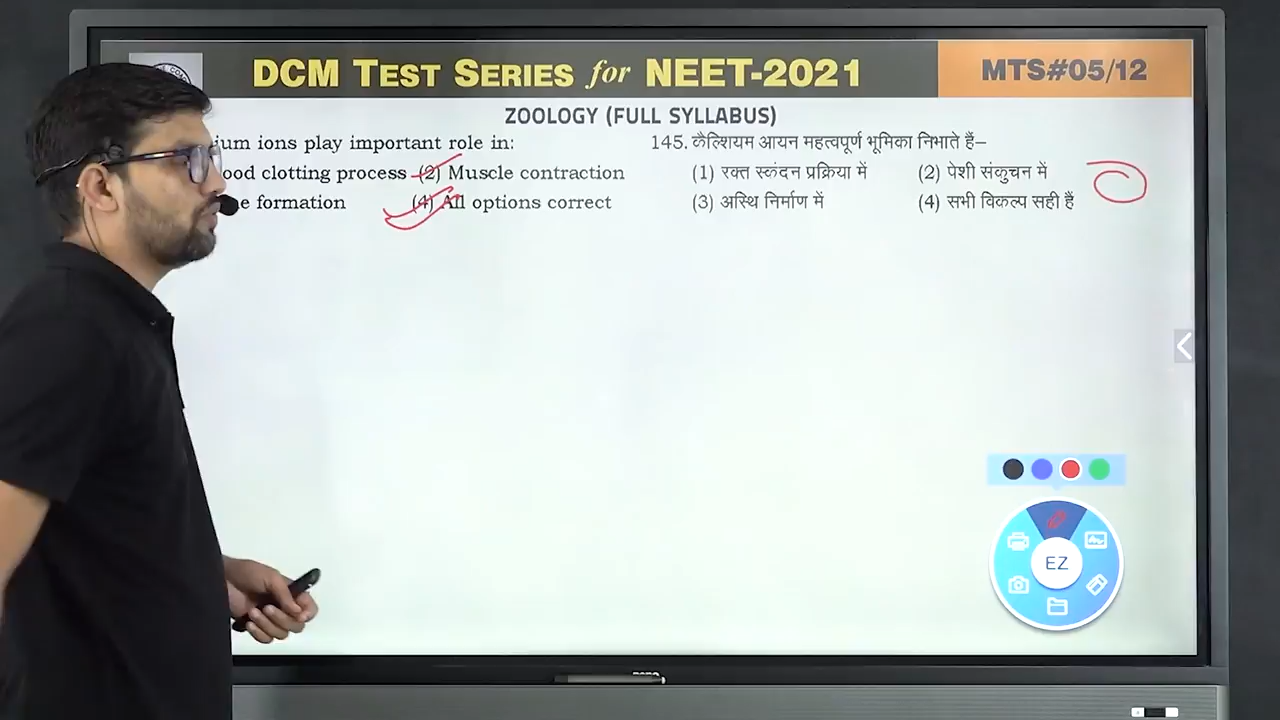 DCM TEST SERIES for NEET-2021
MTS#05/12
ZOOLOGY (FULL SYLLABUS)
ions play important role in:
clotting process (2) Muscle contraction
formation (4) All options correct
145. कैल्शियम आयन महत्वपूर्ण भूमिका निभाते हैं–
(1) रक्त स्कंदन प्रक्रिया में (2) पेशी संकुचन में
(3) अस्थि निर्माण में (4) सभी विकल्प सही हैं
EZ